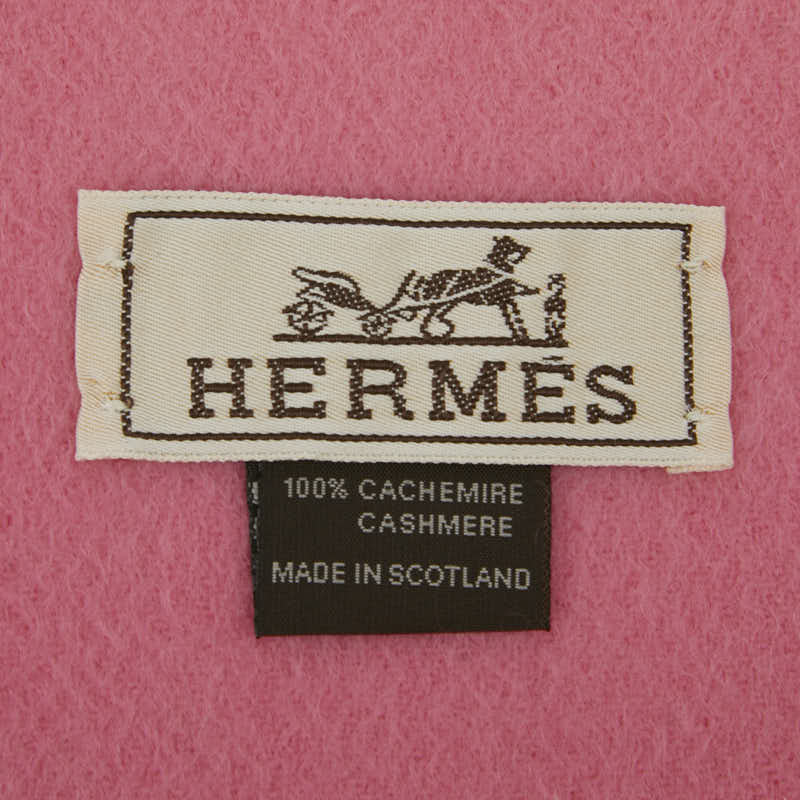 HERMÈS
100% CACHEMIRE
CASHMERE
MADE IN SCOTLAND